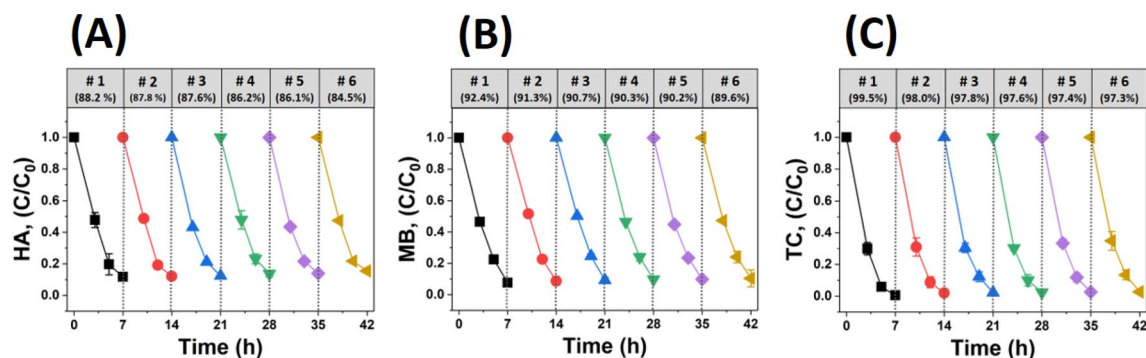 (A)
# 1 # 2 # 3 # 4 # 5 # 6
(88.2 %) (87.8 %) (87.6%) (86.2%) (86.1%) (84.5%)
HA, (C/C0)
1.0
0.8
0.6
0.4
0.2
0.0
0 7 14 21 28 35 42
Time (h)
(B)
# 1 # 2 # 3 # 4 # 5 # 6
(92.4%) (91.3%) (90.7%) (90.3%) (90.2%) (89.6%)
MB, (C/C0)
1.0
0.8
0.6
0.4
0.2
0.0
0 7 14 21 28 35 42
Time (h)
(C)
# 1 # 2 # 3 # 4 # 5 # 6
(99.5%) (98.0%) (97.8%) (97.6%) (97.4%) (97.3%)
TC, (C/C0)
1.0
0.8
0.6
0.4
0.2
0.0
0 7 14 21 28 35 42
Time (h)